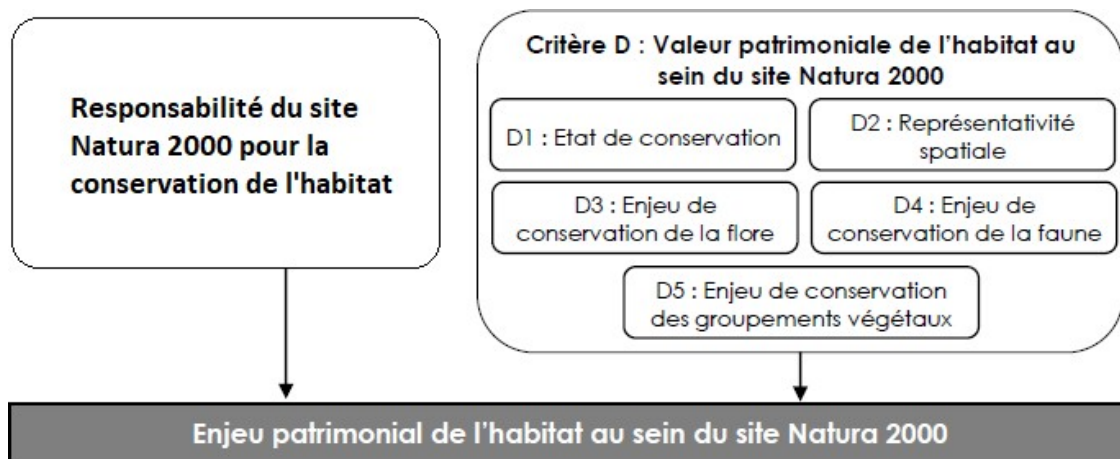 Responsabilité du site
Natura 2000 pour la
conservation de l'habitat
Critère D : Valeur patrimoniale de l'habitat au
sein du site Natura 2000
D1 : Etat de conservation
D2 : Représentativité
spatiale
D3 : Enjeu de
conservation de la flore
D4 : Enjeu de
conservation de la faune
D5 : Enjeu de conservation
des groupements végétaux
Enjeu patrimonial de l'habitat au sein du site Natura 2000